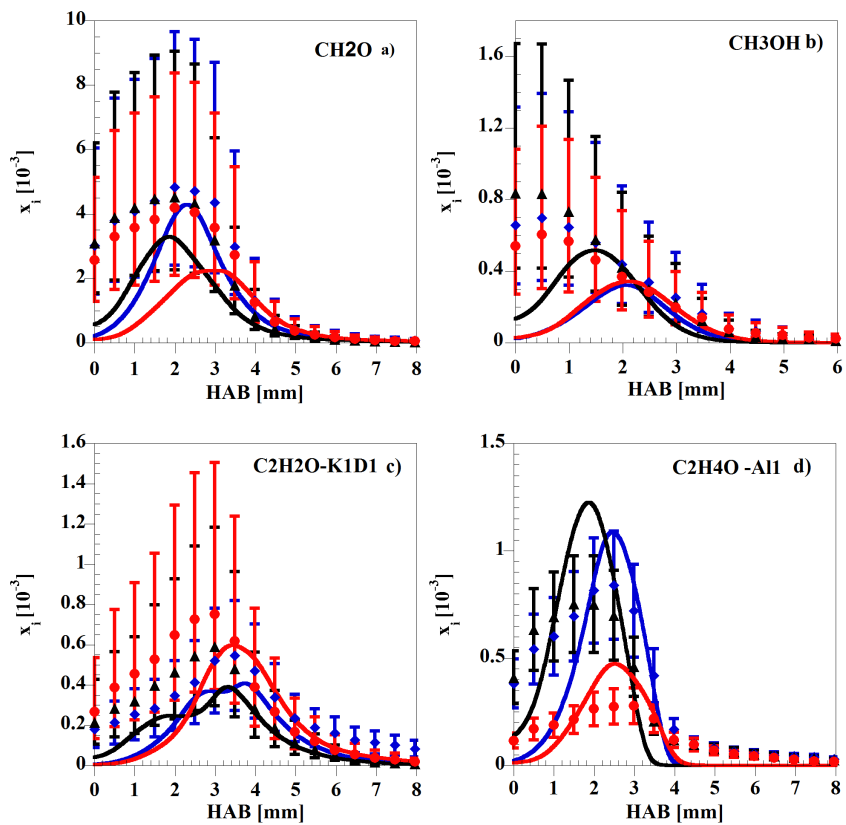 10
8
6
4
2
0
x_i [10^-3]
CH2O a)
0 1 2 3 4 5 6 7 8
HAB [mm]
1.6
1.2
0.8
0.4
0
x_i [10^-3]
CH3OH b)
0 1 2 3 4 5 6
HAB [mm]
1.6
1.4
1.2
1
0.8
0.6
0.4
0.2
0
x_i [10^-3]
C2H2O-K1D1 c)
0 1 2 3 4 5 6 7 8
HAB [mm]
1.5
1
0.5
0
x_i [10^-3]
C2H4O -Al1 d)
0 1 2 3 4 5 6 7 8
HAB [mm]